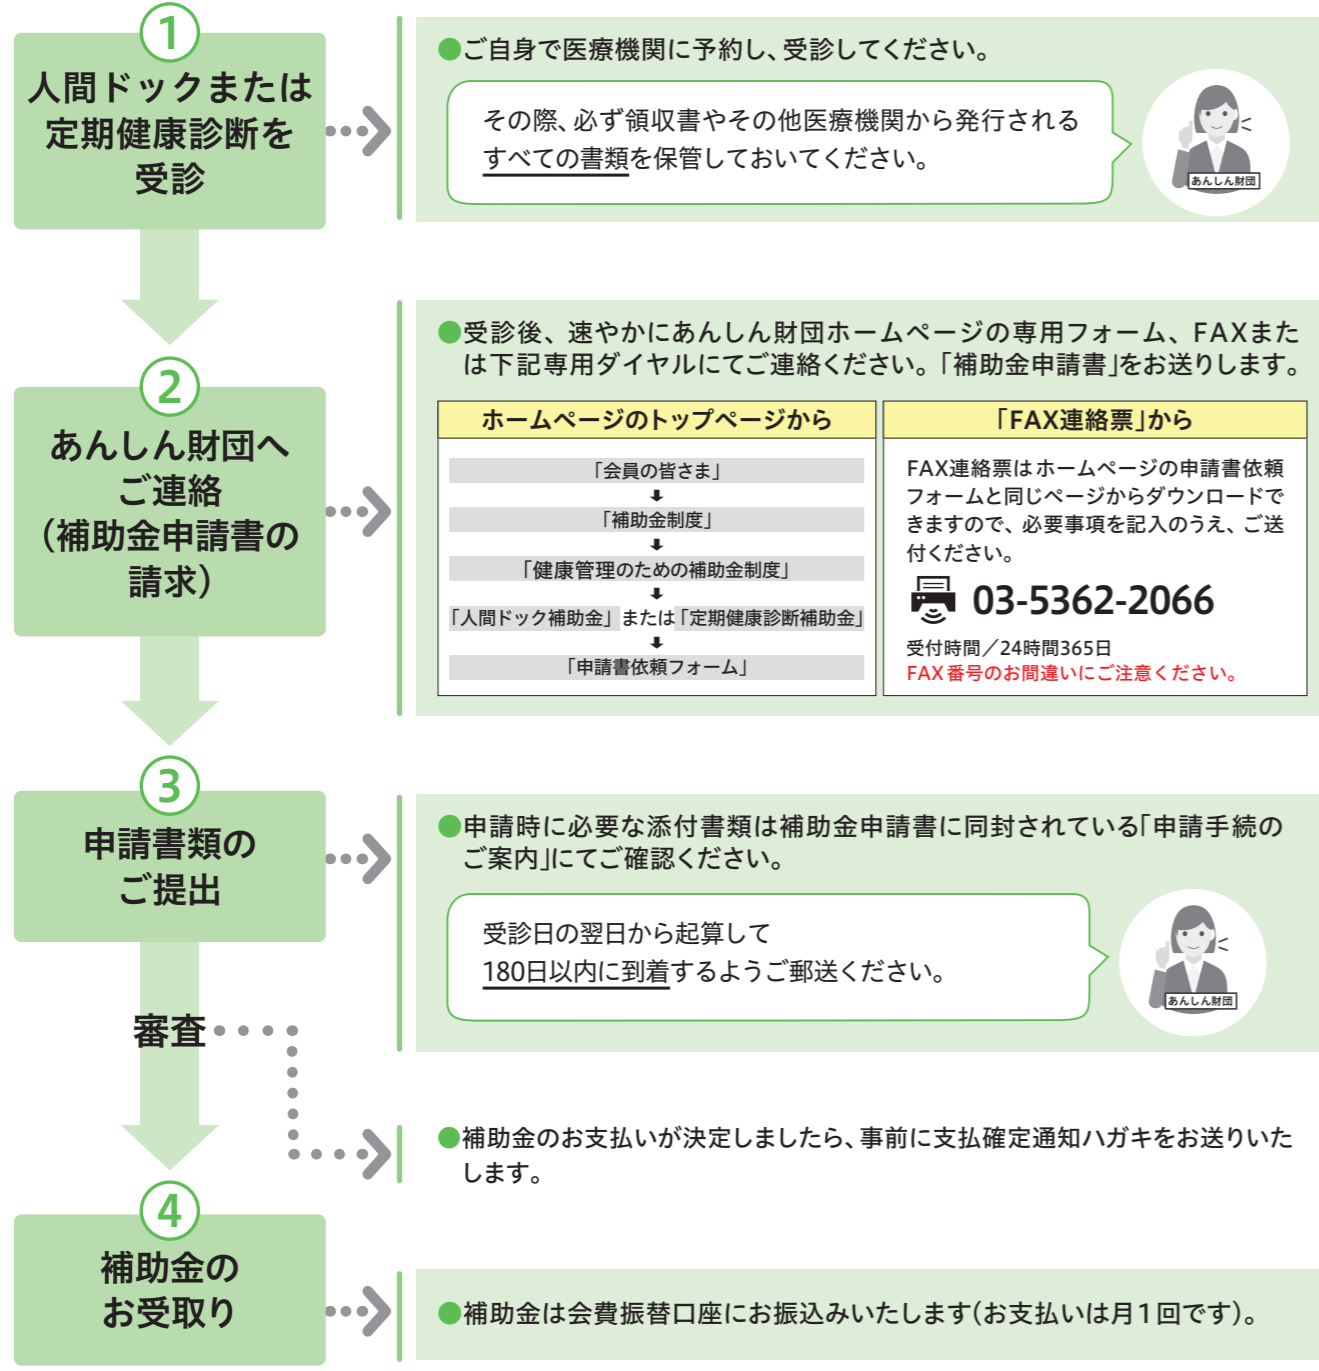 ①
人間ドックまたは
定期健康診断を
受診
●ご自身で医療機関に予約し、受診してください。
その際、必ず領収書やその他医療機関から発行される
すべての書類を保管しておいてください。
あんしん財団
②
あんしん財団へ
ご連絡
（補助金申請書の
請求）
●受診後、速やかにあんしん財団ホームページの専用フォーム、FAXまた
は下記専用ダイヤルにてご連絡ください。「補助金申請書」をお送りします。
ホームページのトップページから
「会員の皆さま」
「補助金制度」
「健康管理のための補助金制度」
「人間ドック補助金」または「定期健康診断補助金」
「申請書依頼フォーム」
「FAX連絡票」から
FAX連絡票はホームページの申請書依頼
フォームと同じページからダウンロードで
きますので、必要事項を記入のうえ、ご送
付ください。
03-5362-2066
受付時間／24時間365日
FAX番号のお間違いにご注意ください。
③
申請書類の
ご提出
●申請時に必要な添付書類は補助金申請書に同封されている「申請手続の
ご案内」にてご確認ください。
受診日の翌日から起算して
180日以内に到着するようご郵送ください。
あんしん財団
審査
●補助金のお支払いが決定しましたら、事前に支払確定通知ハガキをお送りいた
します。
④
補助金の
お受取り
●補助金は会費振替口座にお振込みいたします（お支払いは月1回です）。